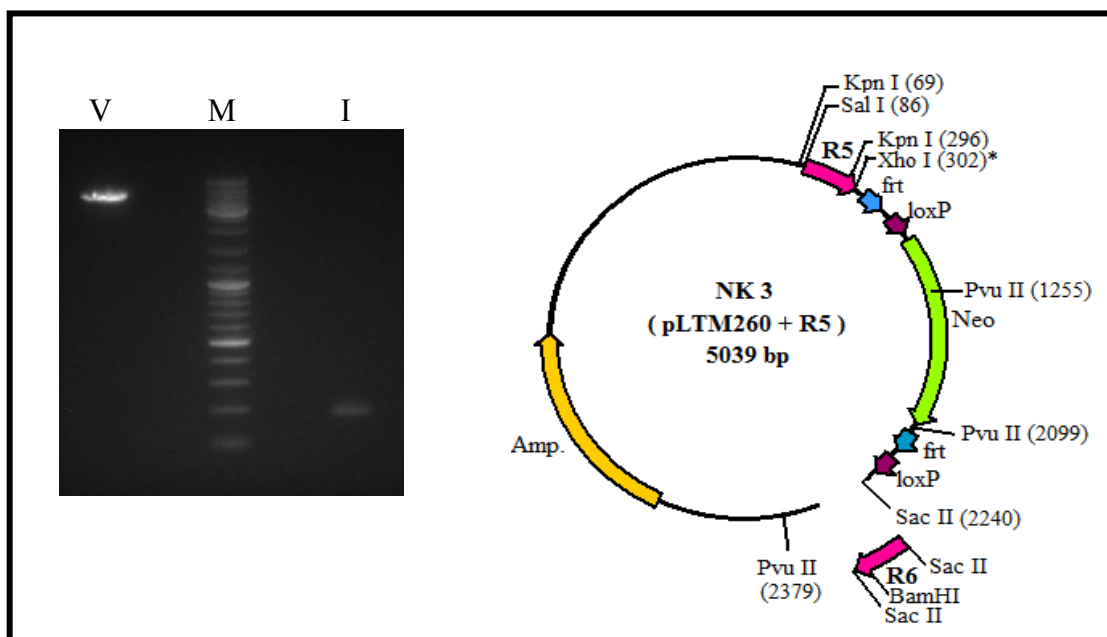 V M I
Kpn I (69)
Sal I (86)
Kpn I (296)
R5
Xho I (302)*
frt
loxP
Pvu II (1255)
Neo
NK 3
( pLTM260 + R5 )
5039 bp
Pvu II (2099)
frt
loxP
Amp.
Sac II (2240)
Pvu II
(2379)
Sac II
R6
BamHI
Sac II